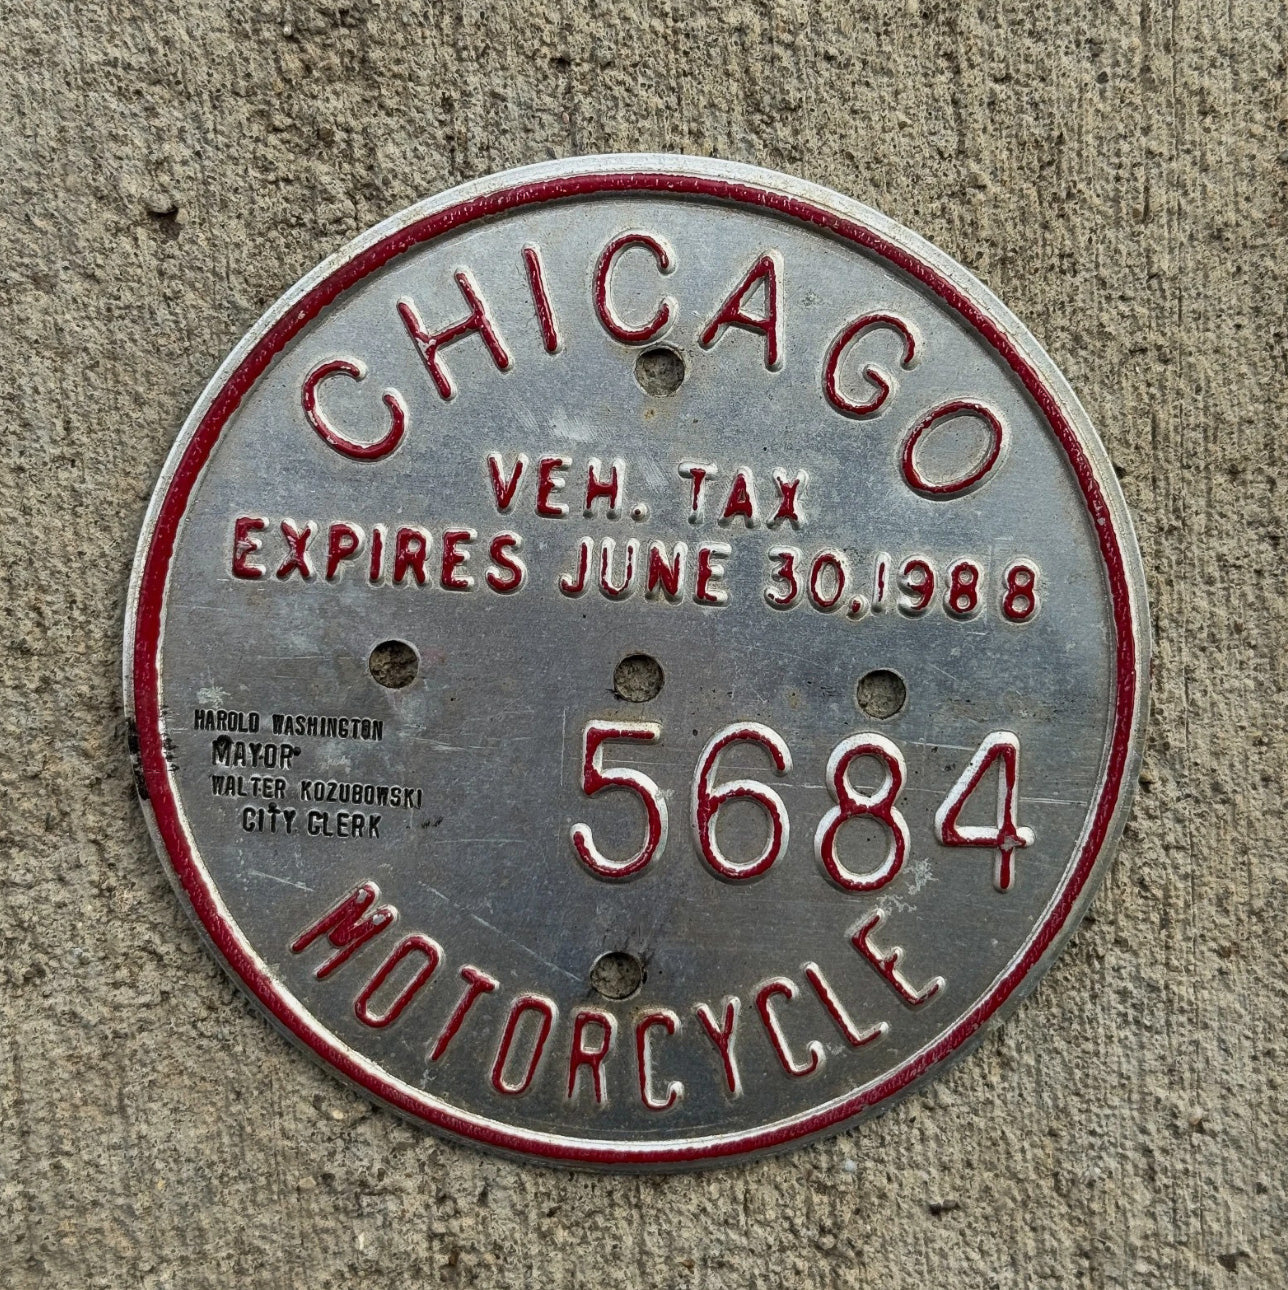 CHICAGO
VEH. TAX
EXPIRES JUNE 30, 1988
HAROLD WASHINGTON
MAYOR
WALTER KOZUBOWSKI
CITY CLERK
5684
MOTORCYCLE